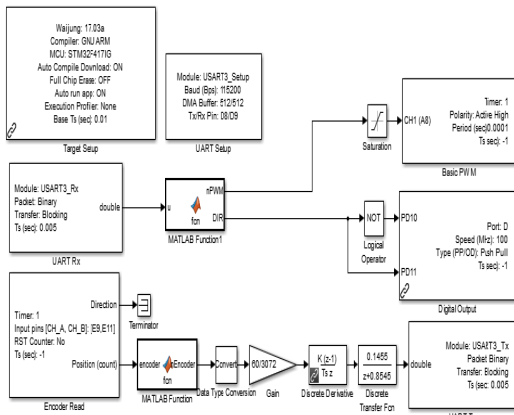 Waijung: 17.03a
Compiler: GNU ARM
MCU: STM32F417IG
Auto Compile Download: ON
Full Chip Erase: OFF
Auto run app: ON
Execution Profiler: None
Base Ts (sec): 0.01
Target Setup
Module: USART3_Setup
Baud (Bps): 115200
DMA Buffer: 512/512
Tx/Rx Pin: D8/D9
UART Setup
Saturation
CH1 (A8)
Timer: 1
Polarity: Active High
Period (sec)0.0001
Ts (sec): -1
Basic PWM
Module: USART3_Rx
Packet: Binary
Transfer: Blocking
Ts (sec): 0.005
double
UART Rx
u
fcn
nPWM
DIR
MATLAB Function1
NOT
Logical
Operator
PD10
PD11
Port: D
Speed (MHz): 100
Type (PP/OD): Push Pull
Ts (sec): -1
Digital Output
Timer: 1
Input pins [CH_A, CH_B]: [E9,E11]
RST Counter: No
Ts (sec): -1
Direction
Position (count)
Encoder Read
Terminator
encoder
nEncoder
fcn
MATLAB Function
Convert
Data Type Conversion
60/3072
Gain
K (z-1)
Ts z
Discrete Derivative
0.1455
z+0.8545
Discrete
Transfer Fcn
double
Module: USART3_Tx
Packet: Binary
Transfer: Blocking
Ts (sec): 0.005